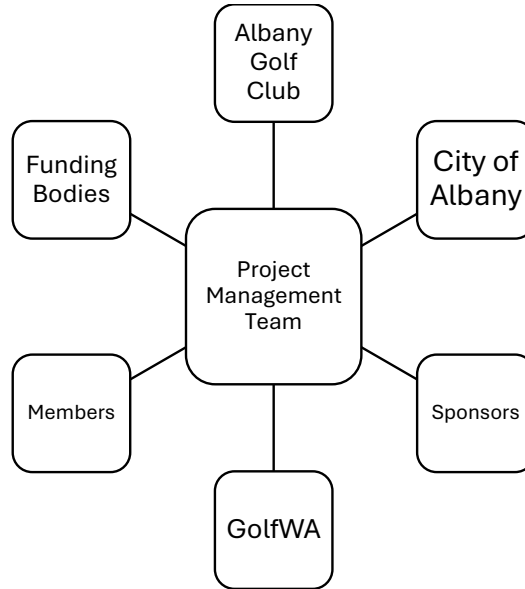 Albany
Golf
Club
Funding
Bodies
City of
Albany
Project
Management
Team
Members
Sponsors
GolfWA